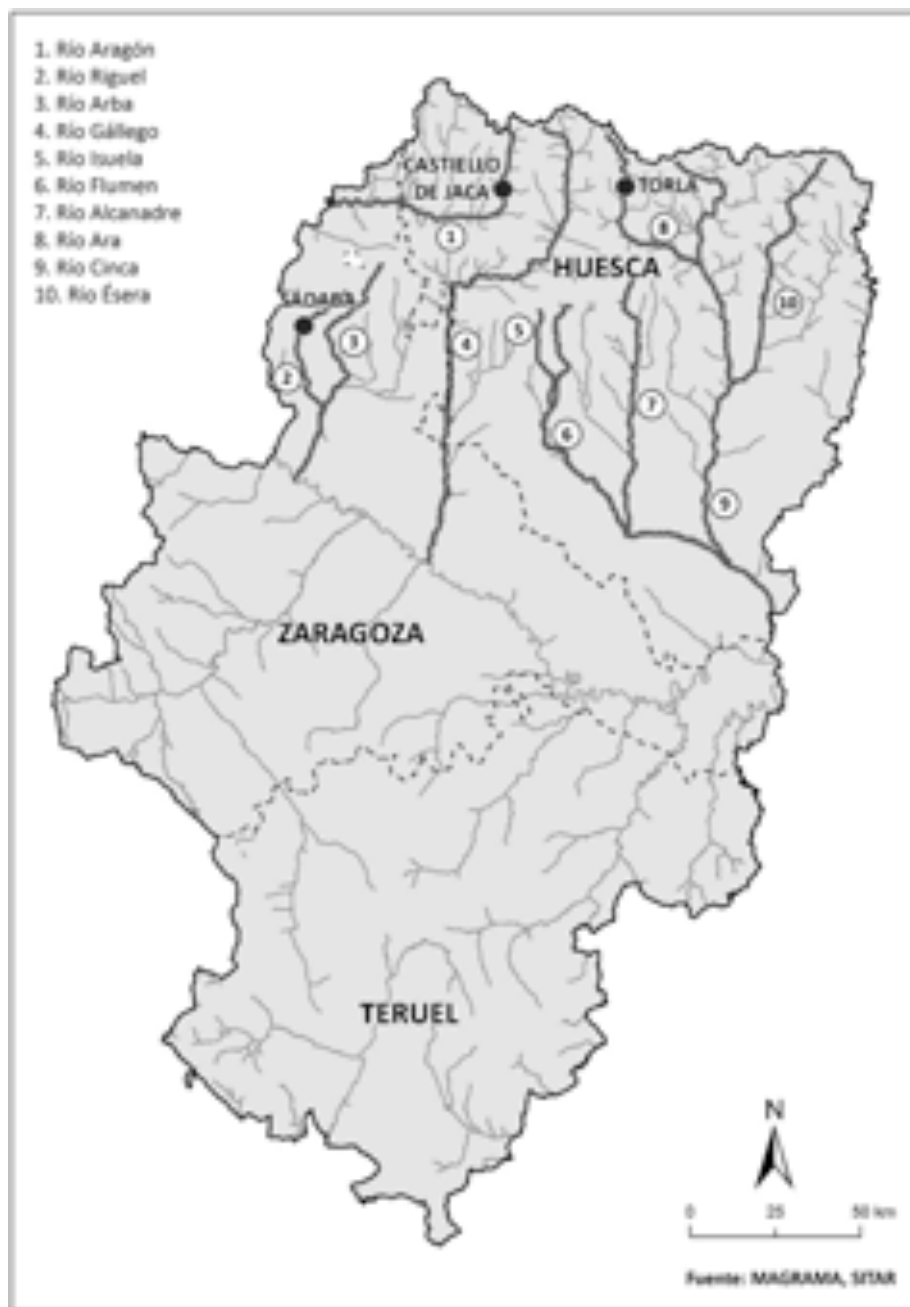 1. Río Aragón
2. Río Riguel
3. Río Arba
4. Río Gállego
5. Río Isuela
6. Río Flumen
7. Río Alcanadre
8. Río Ara
9. Río Cinca
10. Río Ésera
CASTIELLO
DE JACA
TORLA
1
8
HUESCA
10
SÁDABA
3
4
5
2
7
6
9
ZARAGOZA
TERUEL
N
0 25 50 km
Fuente: MAGRAMA, SITAR